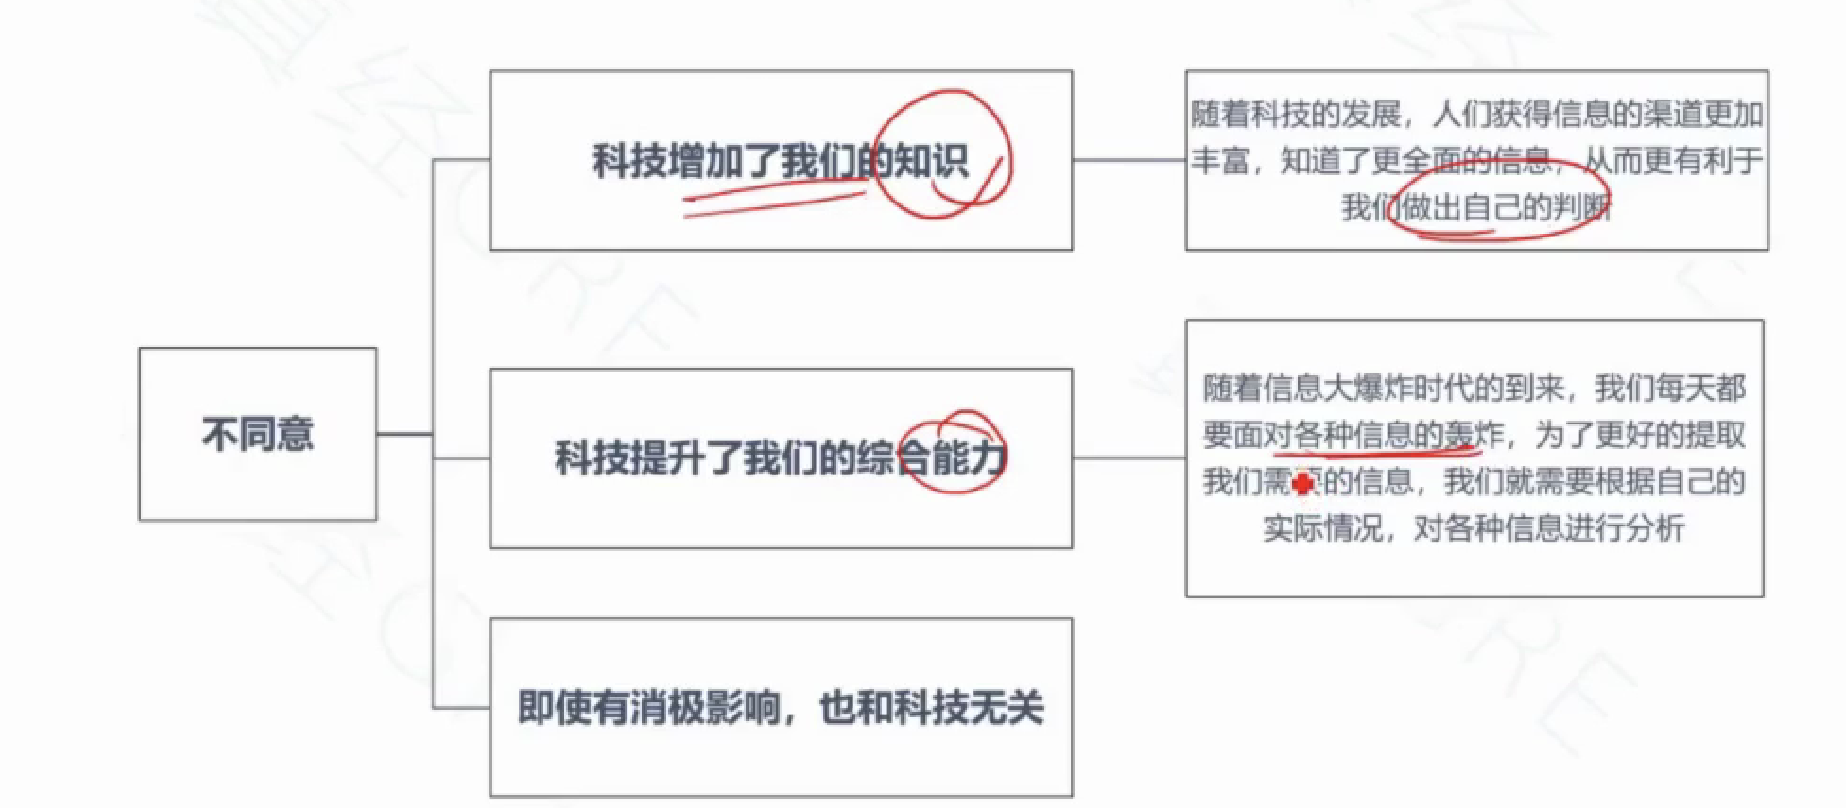 科技增加了我们的知识
随着科技的发展，人们获得信息的渠道更加
丰富，知道了更全面的信息，从而更有利于
我们做出自己的判断
不同意
科技提升了我们的综合能力
随着信息大爆炸时代的到来，我们每天都
要面对各种信息的轰炸，为了更好的提取
我们需要的信息，我们就需要根据自己的
实际情况，对各种信息进行分析
即使有消极影响，也和科技无关